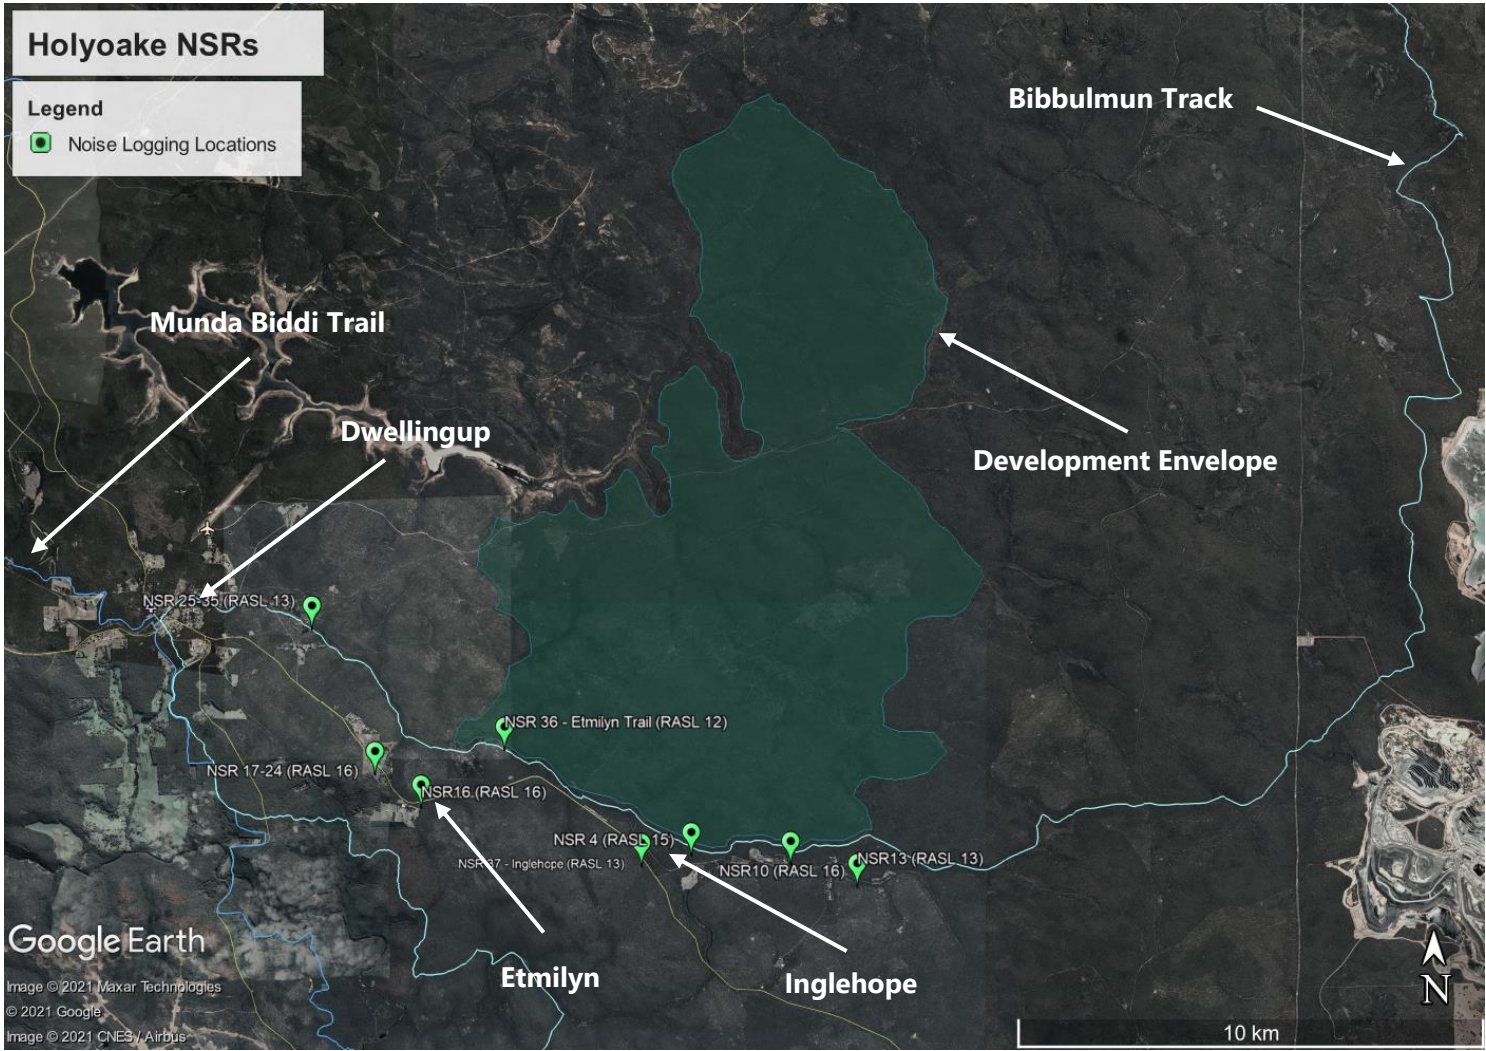 Holyoake NSRs
Legend
Noise Logging Locations
Bibbulmun Track
Munda Biddi Trail
Dwellingup
Development Envelope
NSR 25-35 (RASL 13)
NSR 36 - Etmilyn Trail (RASL 12)
NSR 17-24 (RASL 16)
NSR16 (RASL 16)
NSR 4 (RASL 15)
NSR 37 - Inglehope (RASL 13)
NSR10 (RASL 16)
NSR13 (RASL 13)
Etmilyn
Inglehope
Google Earth
Image © 2021 Maxar Technologies
© 2021 Google
Image © 2021 CNES / Airbus
N
10 km